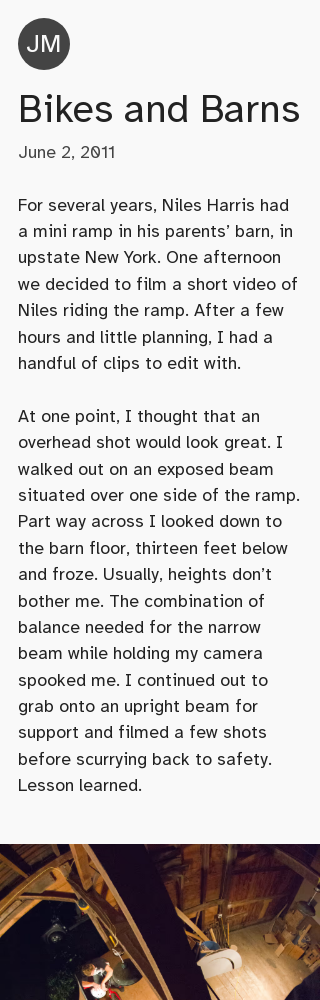 JM
Bikes and Barns
June 2, 2011
For several years, Niles Harris had
a mini ramp in his parents’ barn, in
upstate New York. One afternoon
we decided to film a short video of
Niles riding the ramp. After a few
hours and little planning, I had a
handful of clips to edit with.
At one point, I thought that an
overhead shot would look great. I
walked out on an exposed beam
situated over one side of the ramp.
Part way across I looked down to
the barn floor, thirteen feet below
and froze. Usually, heights don’t
bother me. The combination of
balance needed for the narrow
beam while holding my camera
spooked me. I continued out to
grab onto an upright beam for
support and filmed a few shots
before scurrying back to safety.
Lesson learned.